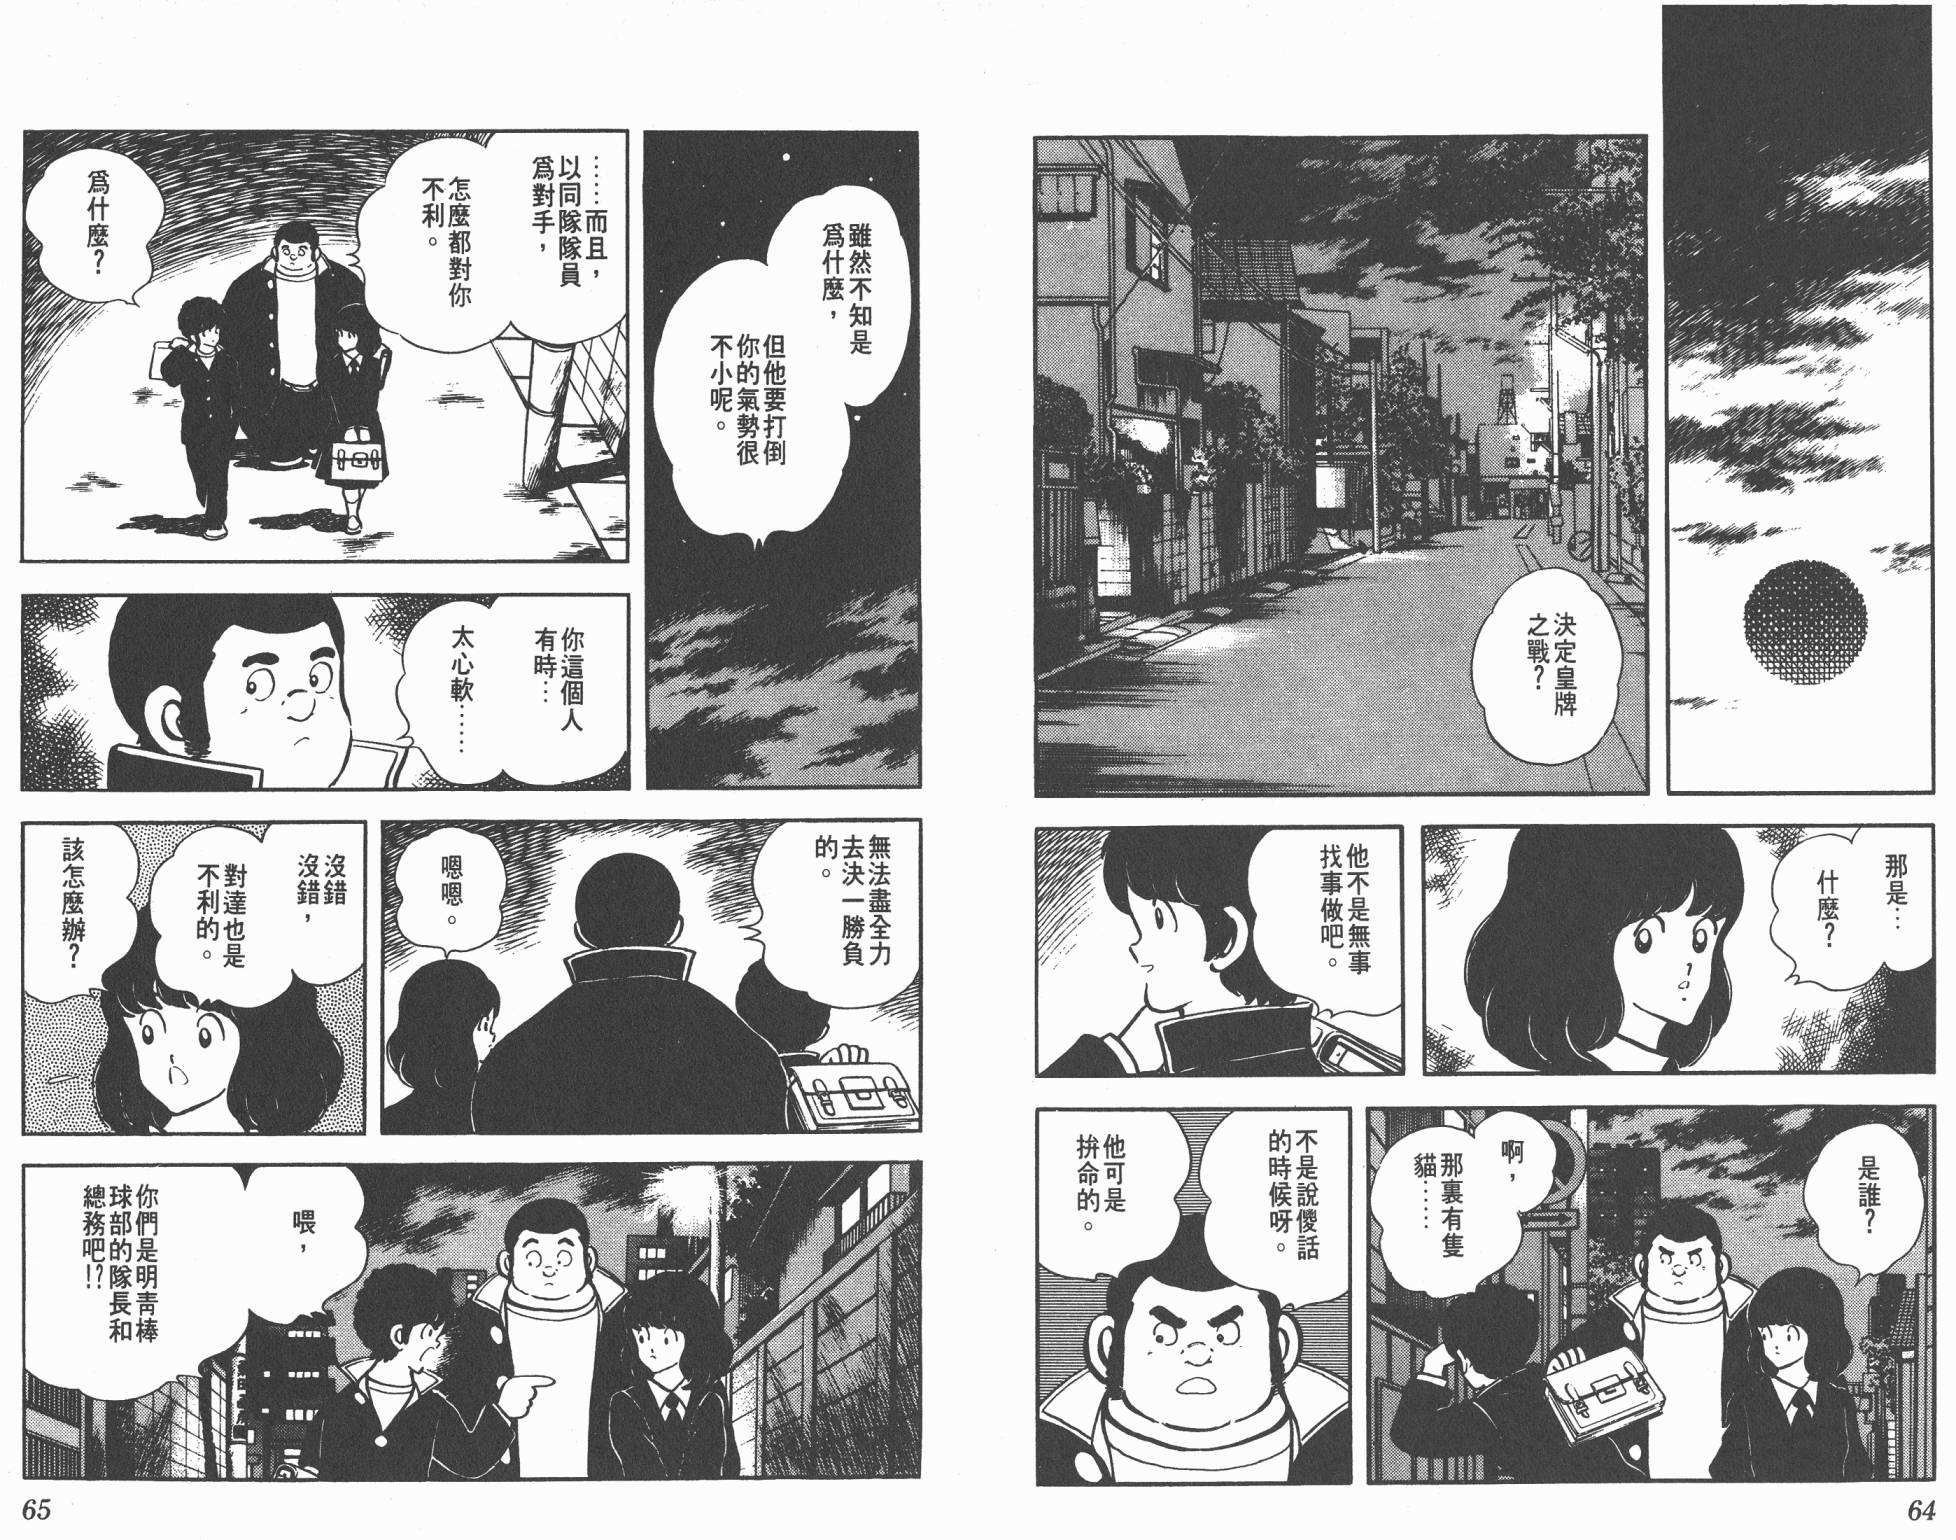 決定皇牌
之戰?
那是…
什麼?
他不是無事
找事做吧。
是誰?
啊,
那裏有隻
貓……
不是說傻話
的時候呀。
他可是
拚命的。
64
雖然不知是
爲什麼,
但他要打倒
你的氣勢很
不小呢。
……而且,
以同隊隊員
爲對手,
怎麼都對你
不利。
爲什麼?
你這個人
有時…
太心軟……
無法盡全力
去決一勝負
的。
嗯嗯。
沒錯
沒錯,
對達也是
不利的。
該怎麼辦?
喂,
你們是明靑棒
球部的隊長和
總務吧!?
65